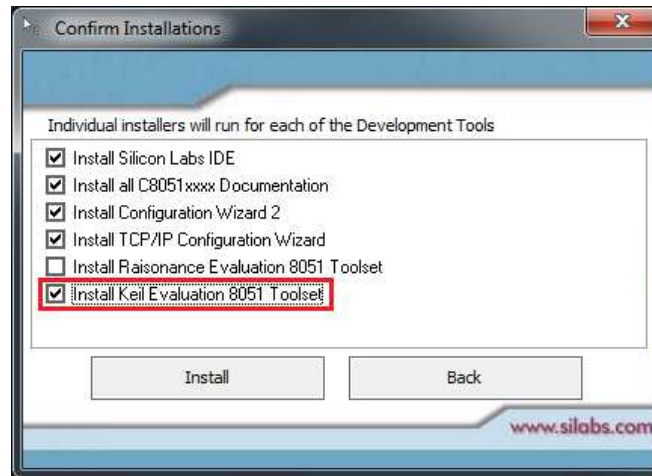 Confirm Installations
Individual installers will run for each of the Development Tools
Install Silicon Labs IDE
Install all C8051xxxx Documentation
Install Configuration Wizard 2
Install TCP/IP Configuration Wizard
Install Raisonance Evaluation 8051 Toolset
Install Keil Evaluation 8051 Toolset
Install
Back
www.silabs.com